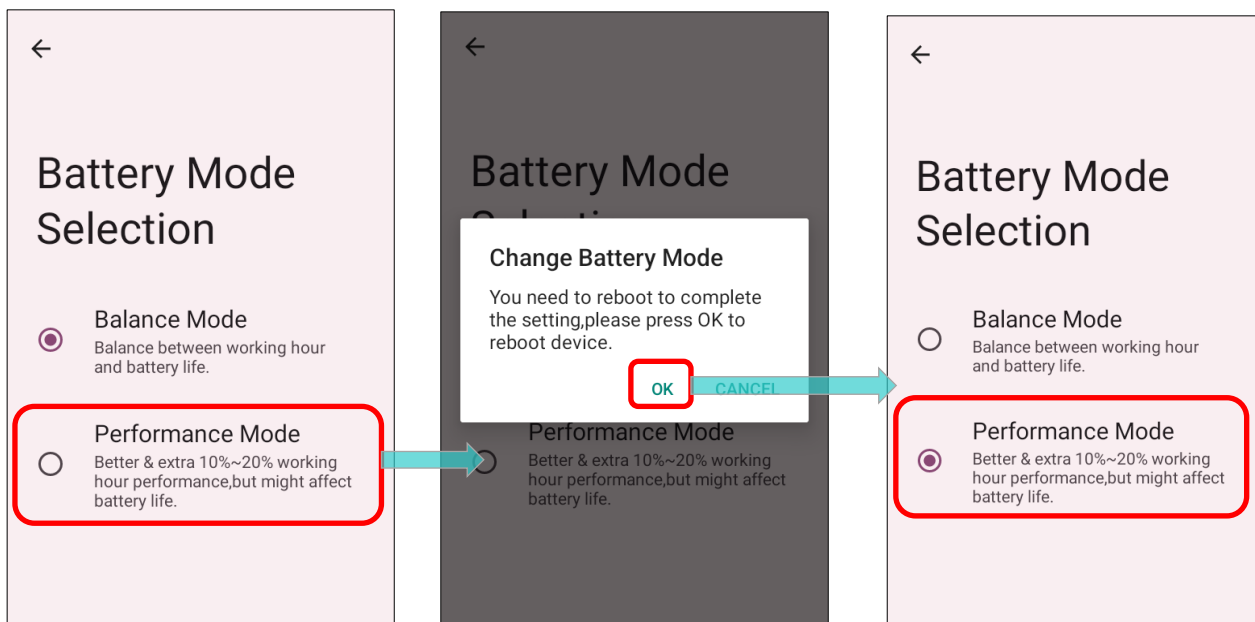 Battery Mode
Selection
Balance Mode
Balance between working hour
and battery life.
Performance Mode
Better & extra 10%~20% working
hour performance,but might affect
battery life.
Battery Mode
Change Battery Mode
You need to reboot to complete
the setting,please press OK to
reboot device.
OK CANCEL
Performance Mode
Better & extra 10%~20% working
hour performance,but might affect
battery life.
Battery Mode
Selection
Balance Mode
Balance between working hour
and battery life.
Performance Mode
Better & extra 10%~20% working
hour performance,but might affect
battery life.